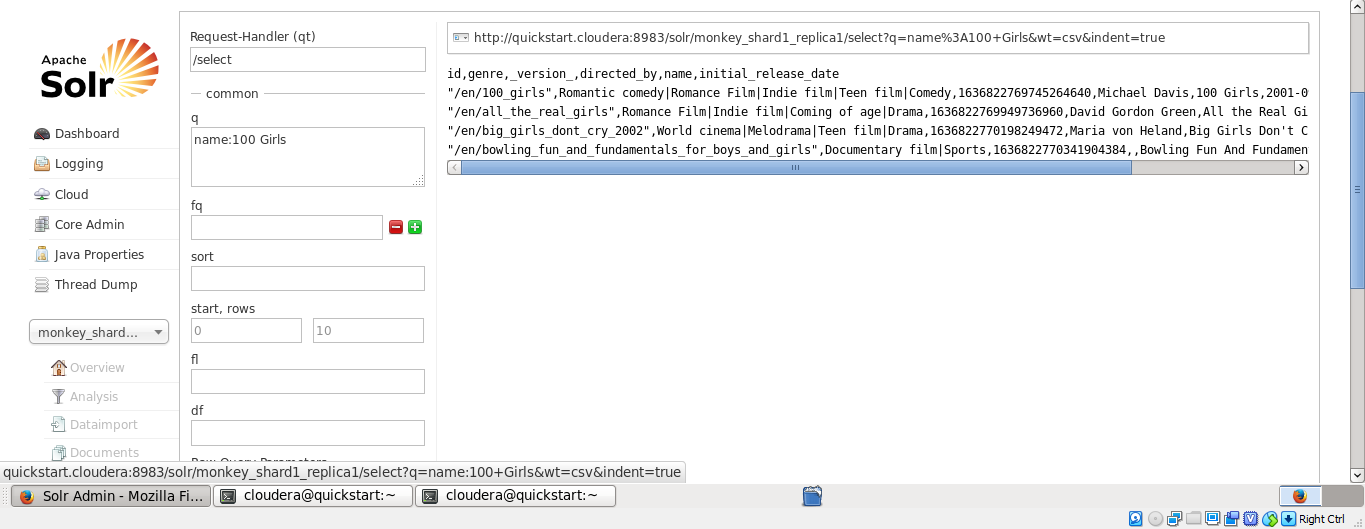 Apache
Solr
Dashboard
Logging
Cloud
Core Admin
Java Properties
Thread Dump
monkey_shard...
Overview
Analysis
Dataimport
Documents
Request-Handler (qt)
/select
common
q
name:100 Girls
fq
sort
start, rows
0 10
fl
df
http://quickstart.cloudera:8983/solr/monkey_shard1_replica1/select?q=name%3A100+Girls&wt=csv&indent=true
id,genre,_version_,directed_by,name,initial_release_date
"/en/100_girls",Romantic comedy|Romance Film|Indie film|Teen film|Comedy,1636822769745264640,Michael Davis,100 Girls,2001-0
"/en/all_the_real_girls",Romance Film|Indie film|Coming of age|Drama,1636822769949736960,David Gordon Green,All the Real Gi
"/en/big_girls_dont_cry_2002",World cinema|Melodrama|Teen film|Drama,1636822770198249472,Maria von Heland,Big Girls Don't C
"/en/bowling_fun_and_fundamentals_for_boys_and_girls",Documentary film|Sports,1636822770341904384,,Bowling Fun And Fundamen
quickstart.cloudera:8983/solr/monkey_shard1_replica1/select?q=name:100+Girls&wt=csv&indent=true
Solr Admin - Mozilla Fi... cloudera@quickstart:~ cloudera@quickstart:~
Right Ctrl